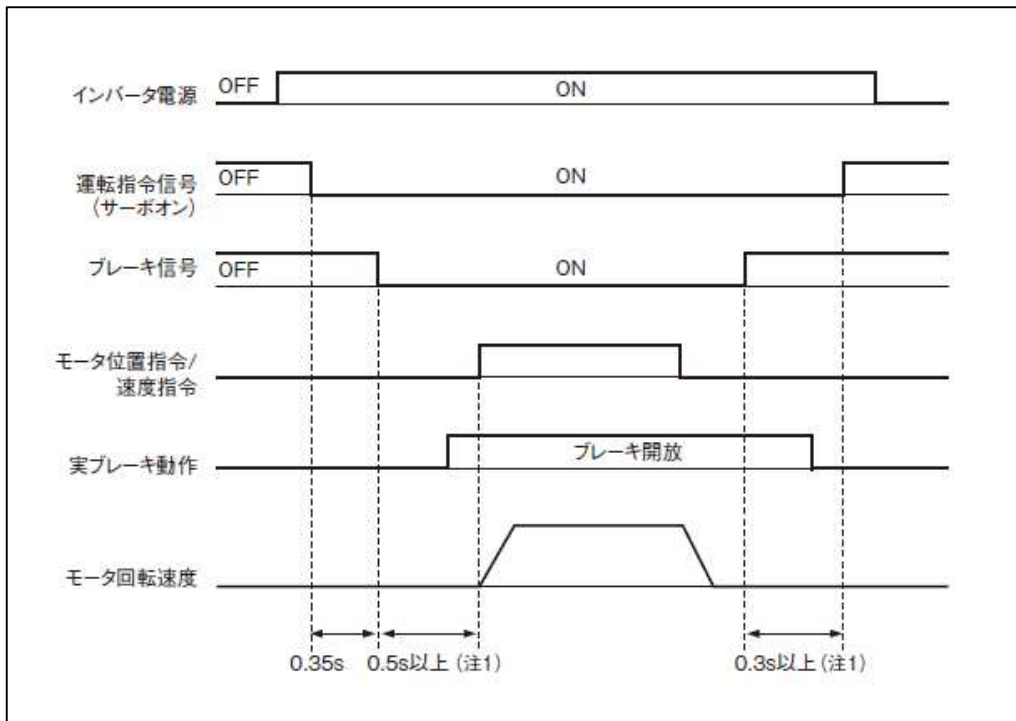 インバータ電源 OFF ON
運転指令信号 OFF ON
(サーボオン)
ブレーキ信号 OFF ON
モータ位置指令/
速度指令
実ブレーキ動作 ブレーキ開放
モータ回転速度
0.35s 0.5s以上(注1) 0.3s以上(注1)